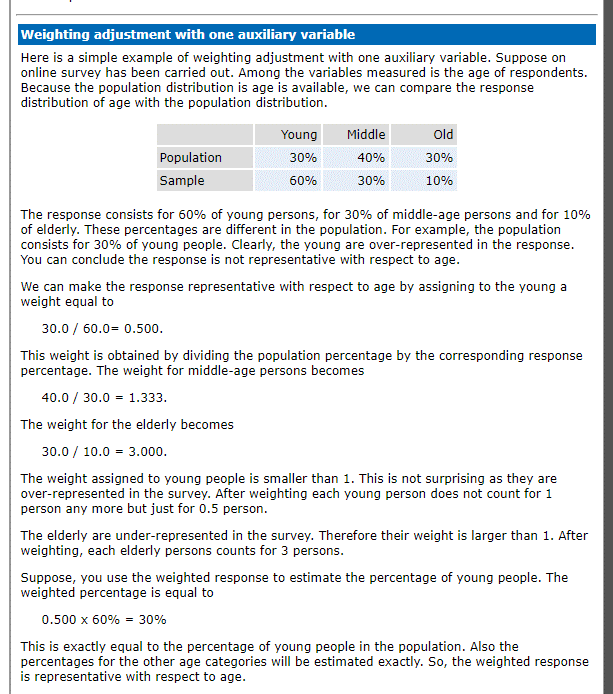 Weighting adjustment with one auxiliary variable
Here is a simple example of weighting adjustment with one auxiliary variable. Suppose on
online survey has been carried out. Among the variables measured is the age of respondents.
Because the population distribution is age is available, we can compare the response
distribution of age with the population distribution.
Young Middle Old
Population 30% 40% 30%
Sample 60% 30% 10%
The response consists for 60% of young persons, for 30% of middle-age persons and for 10%
of elderly. These percentages are different in the population. For example, the population
consists for 30% of young people. Clearly, the young are over-represented in the response.
You can conclude the response is not representative with respect to age.
We can make the response representative with respect to age by assigning to the young a
weight equal to
30.0 / 60.0= 0.500.
This weight is obtained by dividing the population percentage by the corresponding response
percentage. The weight for middle-age persons becomes
40.0 / 30.0 = 1.333.
The weight for the elderly becomes
30.0 / 10.0 = 3.000.
The weight assigned to young people is smaller than 1. This is not surprising as they are
over-represented in the survey. After weighting each young person does not count for 1
person any more but just for 0.5 person.
The elderly are under-represented in the survey. Therefore their weight is larger than 1. After
weighting, each elderly persons counts for 3 persons.
Suppose, you use the weighted response to estimate the percentage of young people. The
weighted percentage is equal to
0.500 x 60% = 30%
This is exactly equal to the percentage of young people in the population. Also the
percentages for the other age categories will be estimated exactly. So, the weighted response
is representative with respect to age.